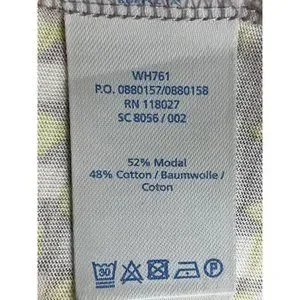 WH761
P.O. 0880157/0880158
RN 118027
SC 8056 / 002
52% Modal
48% Cotton / Baumwolle /
Coton
30
P